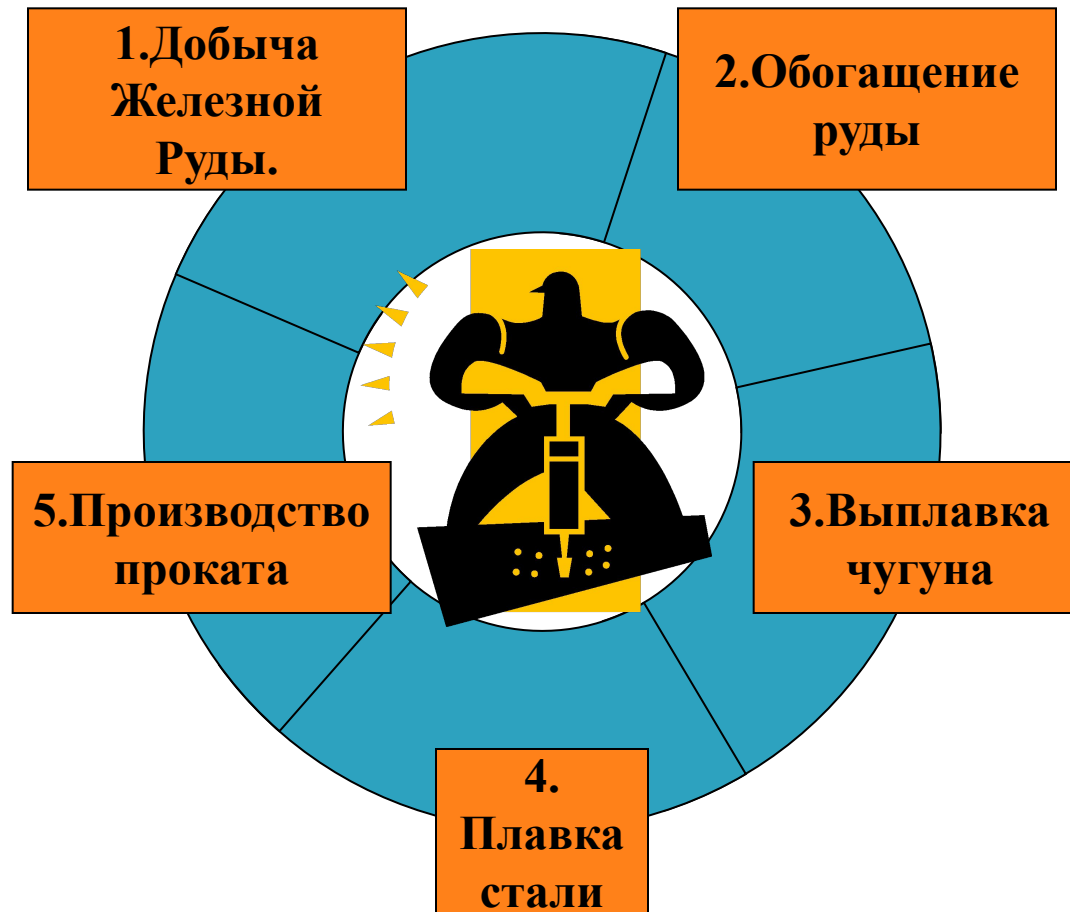 1.Добыча
Железной
Руды.
2.Обогащение
руды
3.Выплавка
чугуна
4.
Плавка
стали
5.Производство
проката